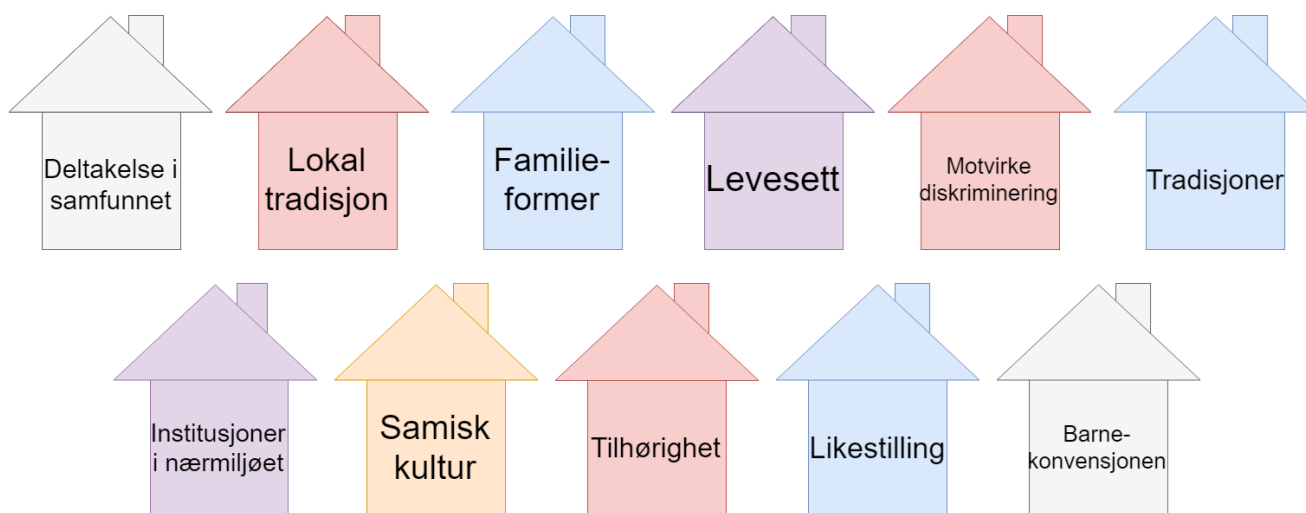 Deltakelse i
samfunnet
Lokal
tradisjon
Familie-
former
Levesett
Motvirke
diskriminering
Tradisjoner
Institusjoner
i nærmiljøet
Samisk
kultur
Tilhørighet
Likestilling
Barne-
konvensjonen